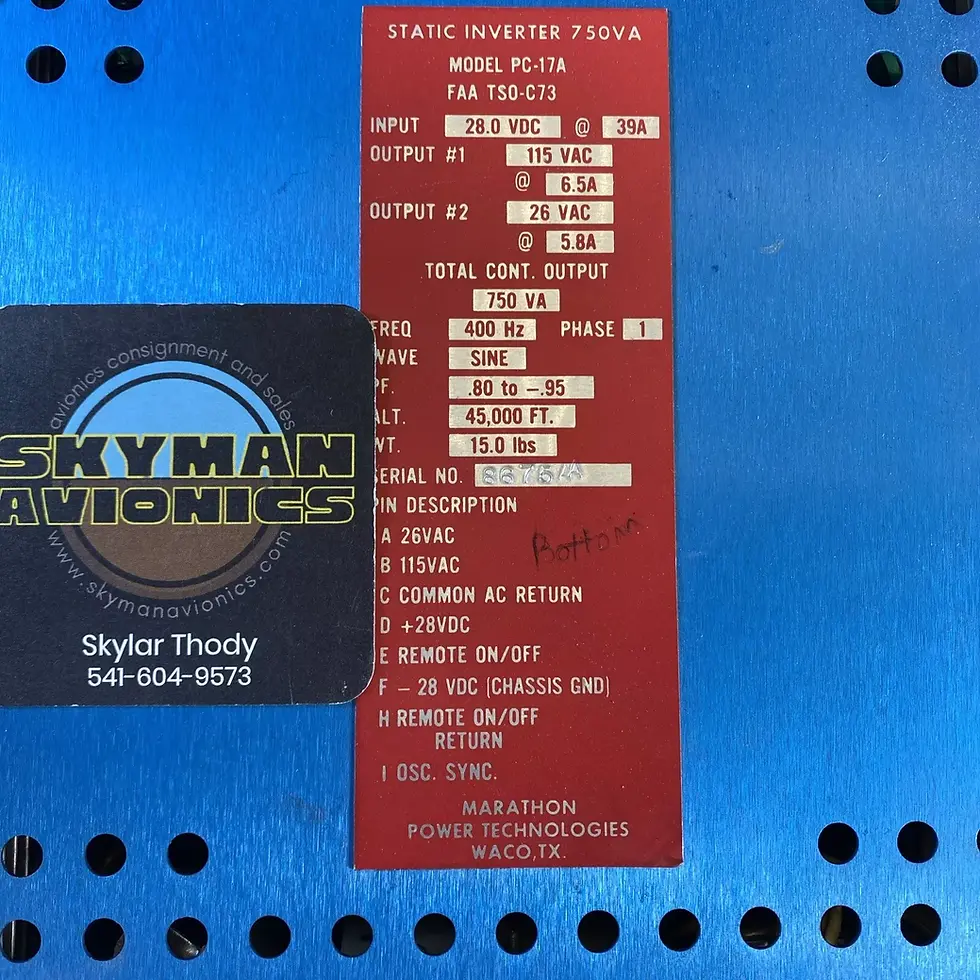 STATIC INVERTER 750VA
MODEL PC-17A
FAA TSO-C73
INPUT 28.0 VDC @ 39A
OUTPUT #1 115 VAC
@ 6.5A
OUTPUT #2 26 VAC
@ 5.8A
TOTAL CONT. OUTPUT
750 VA
FREQ 400 Hz PHASE 1
WAVE SINE
PF. .80 to –.95
ALT. 45,000 FT.
WT. 15.0 lbs
SERIAL NO.
PIN DESCRIPTION
A 26VAC
Bottom
B 115VAC
C COMMON AC RETURN
D +28VDC
E REMOTE ON/OFF
F – 28 VDC (CHASSIS GND)
H REMOTE ON/OFF
RETURN
I OSC. SYNC.
MARATHON
POWER TECHNOLOGIES
WACO,TX.
avionics consignment and sales
SKYMAN
AVIONICS
www.skymanavionics.com
Skylar Thody
541-604-9573